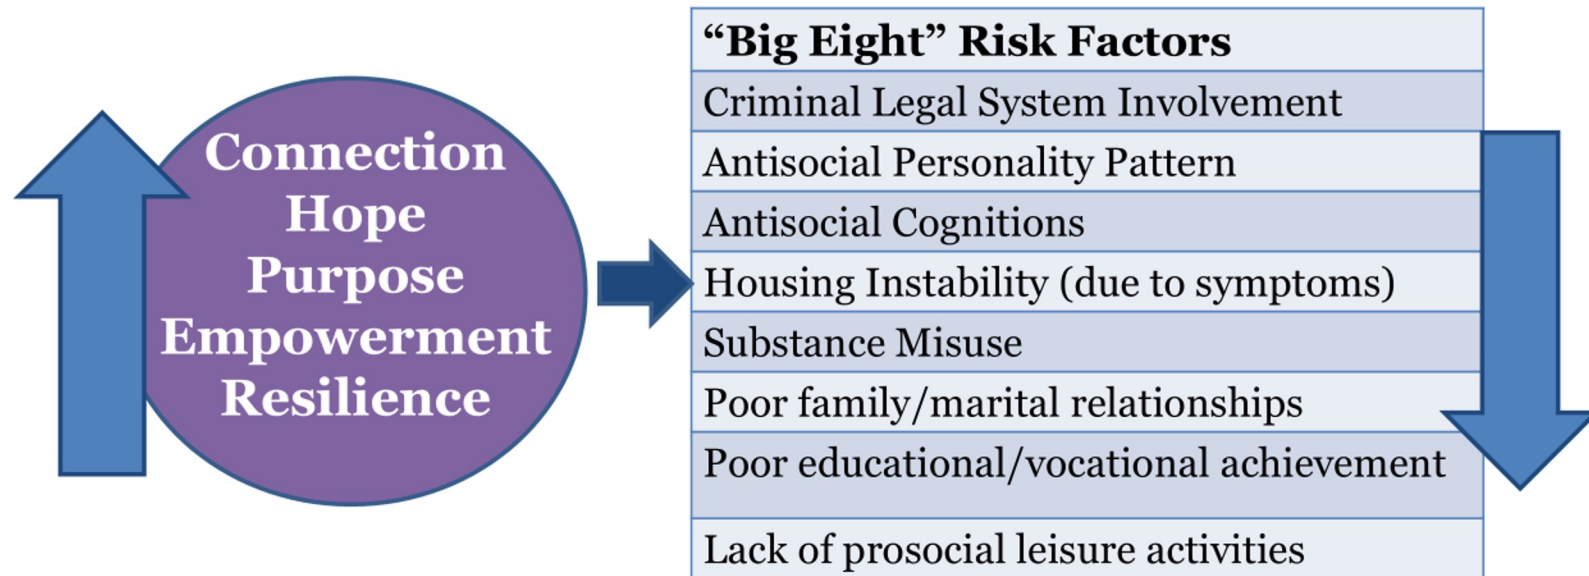 Connection
Hope
Purpose
Empowerment
Resilience
“Big Eight” Risk Factors
Criminal Legal System Involvement
Antisocial Personality Pattern
Antisocial Cognitions
Housing Instability (due to symptoms)
Substance Misuse
Poor family/marital relationships
Poor educational/vocational achievement
Lack of prosocial leisure activities